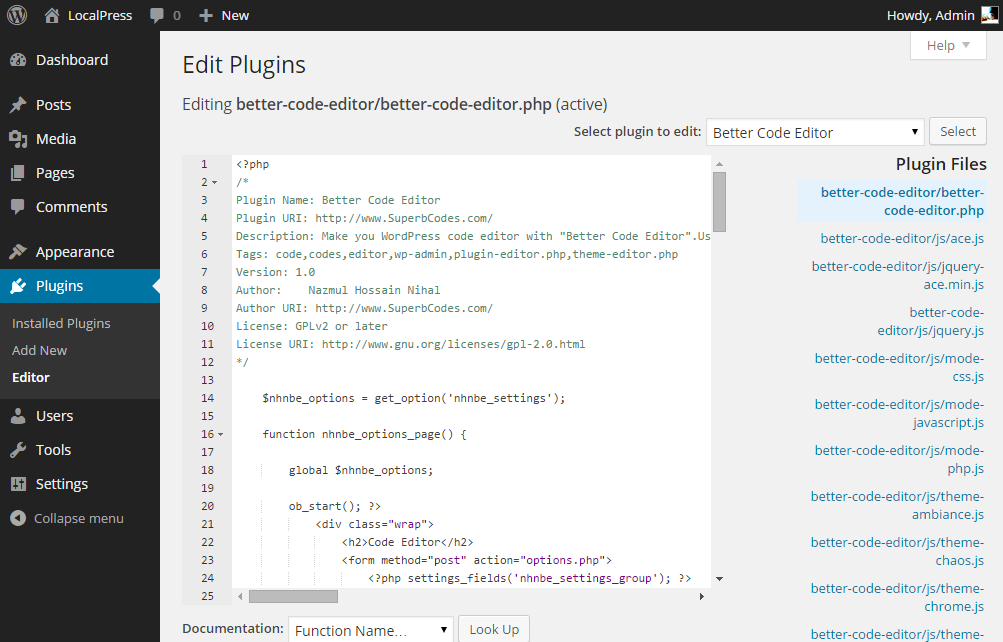 LocalPress 0 New Howdy, Admin
Dashboard
Posts
Media
Pages
Comments
Appearance
Plugins
Installed Plugins
Add New
Editor
Users
Tools
Settings
Collapse menu
Help
Edit Plugins
Editing better-code-editor/better-code-editor.php (active)
Select plugin to edit: Better Code Editor Select
1 <?php
2 /*
3 Plugin Name: Better Code Editor
4 Plugin URI: http://www.SuperbCodes.com/
5 Description: Make you WordPress code editor with "Better Code Editor".Us
6 Tags: code,codes,editor,wp-admin,plugin-editor.php,theme-editor.php
7 Version: 1.0
8 Author: Nazmul Hossain Nihal
9 Author URI: http://www.SuperbCodes.com/
10 License: GPLv2 or later
11 License URI: http://www.gnu.org/licenses/gpl-2.0.html
12 */
13
14 $nhnbe_options = get_option('nhnbe_settings');
15
16 function nhnbe_options_page() {
17
18 global $nhnbe_options;
19
20 ob_start(); ?>
21 <div class="wrap">
22 <h2>Code Editor</h2>
23 <form method="post" action="options.php">
24 <?php settings_fields('nhnbe_settings_group'); ?>
25
Plugin Files
better-code-editor/better-
code-editor.php
better-code-editor/js/ace.js
better-code-editor/js/jquery-
ace.min.js
better-code-
editor/js/jquery.js
better-code-editor/js/mode-
css.js
better-code-editor/js/mode-
javascript.js
better-code-editor/js/mode-
php.js
better-code-editor/js/theme-
ambiance.js
better-code-editor/js/theme-
chaos.js
better-code-editor/js/theme-
chrome.js
better-code-editor/js/theme-
Documentation: Function Name... Look Up